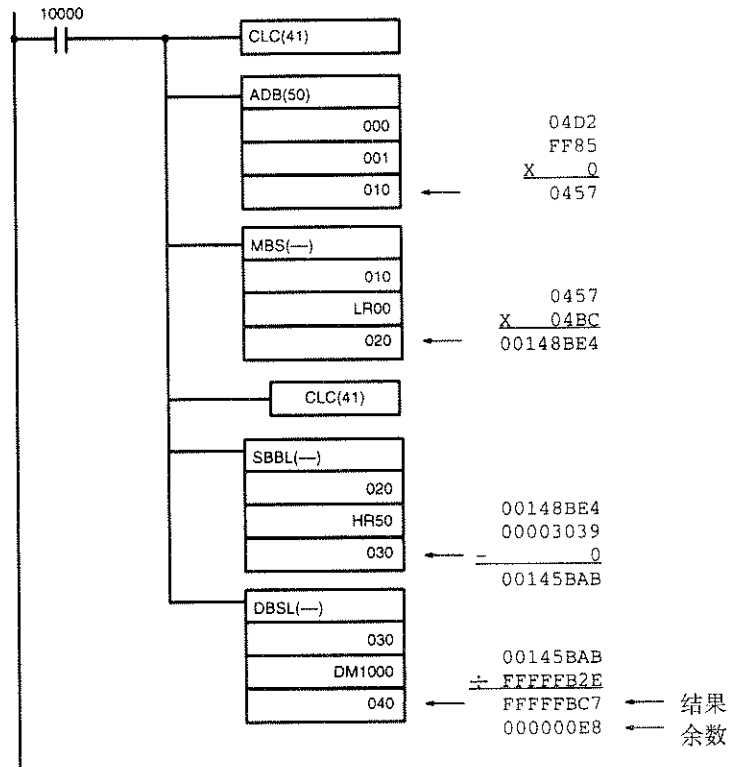 10000
CLC(41)
ADB(50)
000
001
010
04D2
FF85
X 0
0457
MBS(—)
010
LR00
020
0457
X 04BC
00148BE4
CLC(41)
SBBL(—)
020
HR50
030
00148BE4
00003039
- 0
00145BAB
DBSL(—)
030
DM1000
040
00145BAB
÷ FFFFFB2E
FFFFFBC7 ← 结果
000000E8 ← 余数